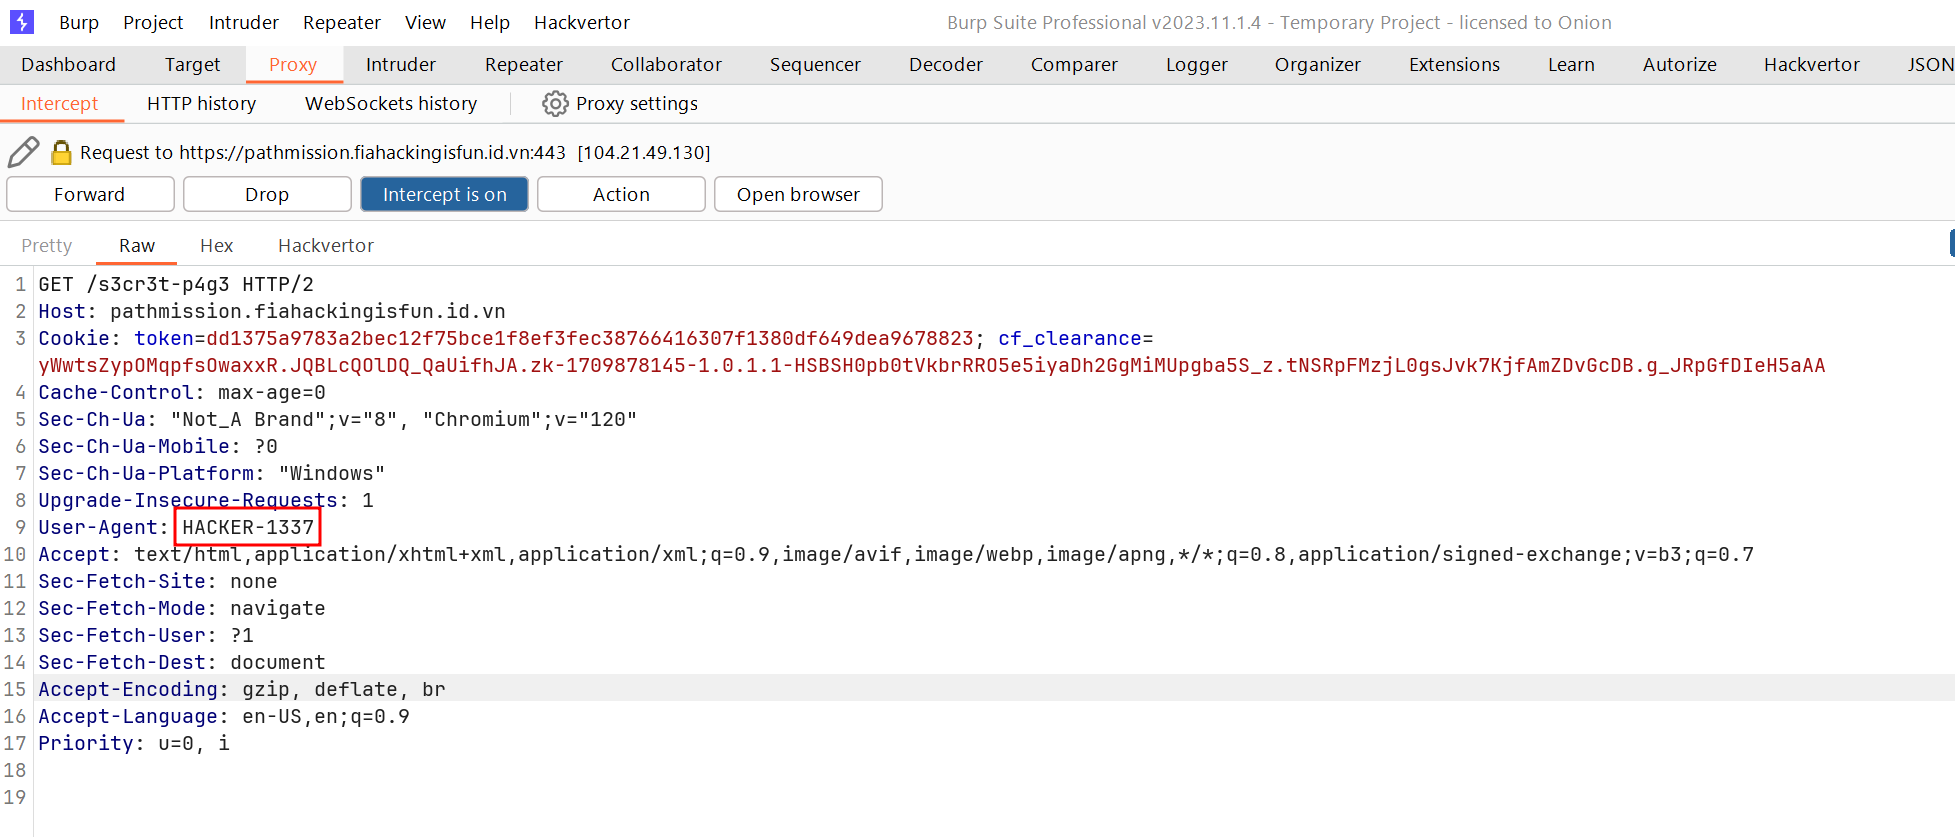 Burp Project Intruder Repeater View Help Hackvertor Burp Suite Professional v2023.11.1.4 - Temporary Project - licensed to Onion
Dashboard Target Proxy Intruder Repeater Collaborator Sequencer Decoder Comparer Logger Organizer Extensions Learn Autorize Hackvertor JSON
Intercept HTTP history WebSockets history Proxy settings
Request to https://pathmission.fiahackingisfun.id.vn:443 [104.21.49.130]
Forward Drop Intercept is on Action Open browser
Pretty Raw Hex Hackvertor
1 GET /s3cr3t-p4g3 HTTP/2
2 Host: pathmission.fiahackingisfun.id.vn
3 Cookie: token=dd1375a9783a2bec12f75bce1f8ef3fec38766416307f1380df649dea9678823; cf_clearance=
yWwtsZypOMqpfsOwaxxR.JQBLcQOlDQ_QaUifhJA.zk-1709878145-1.0.1.1-HSBSH0pb0tVkbrRRO5e5iyaDh2GgMiMUpgba5S_z.tNSRpFMzjL0gsJvk7KjfAmZDvGcDB.g_JRpGfDIeH5aAA
4 Cache-Control: max-age=0
5 Sec-Ch-Ua: "Not_A Brand";v="8", "Chromium";v="120"
6 Sec-Ch-Ua-Mobile: ?0
7 Sec-Ch-Ua-Platform: "Windows"
8 Upgrade-Insecure-Requests: 1
9 User-Agent: HACKER-1337
10 Accept: text/html,application/xhtml+xml,application/xml;q=0.9,image/avif,image/webp,image/apng,*/*;q=0.8,application/signed-exchange;v=b3;q=0.7
11 Sec-Fetch-Site: none
12 Sec-Fetch-Mode: navigate
13 Sec-Fetch-User: ?1
14 Sec-Fetch-Dest: document
15 Accept-Encoding: gzip, deflate, br
16 Accept-Language: en-US,en;q=0.9
17 Priority: u=0, i
18
19